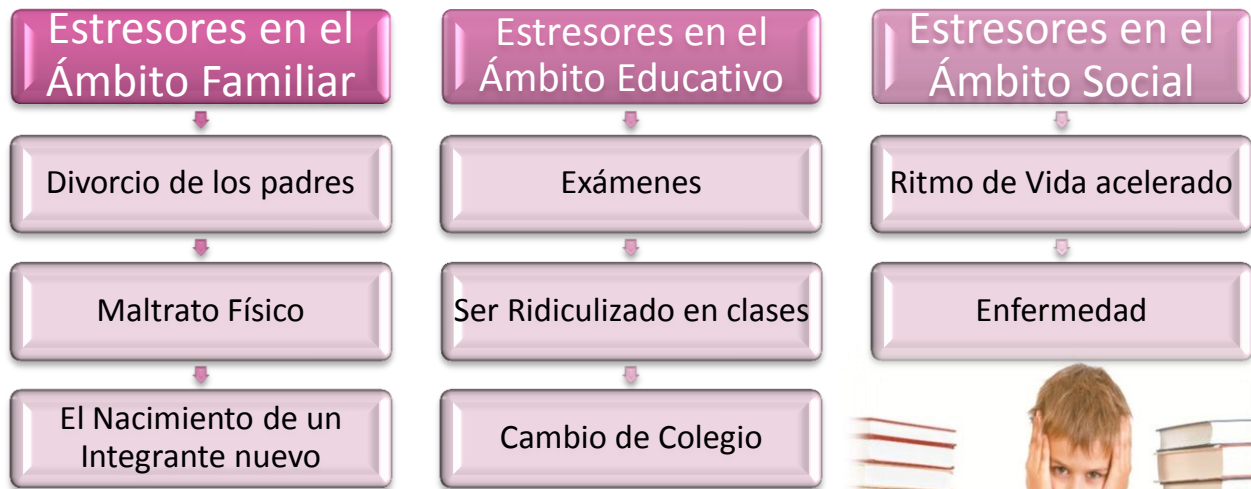 Estresores en el
Ámbito Familiar
Divorcio de los padres
Maltrato Físico
El Nacimiento de un
Integrante nuevo
Estresores en el
Ámbito Educativo
Exámenes
Ser Ridiculizado en clases
Cambio de Colegio
Estresores en el
Ámbito Social
Ritmo de Vida acelerado
Enfermedad